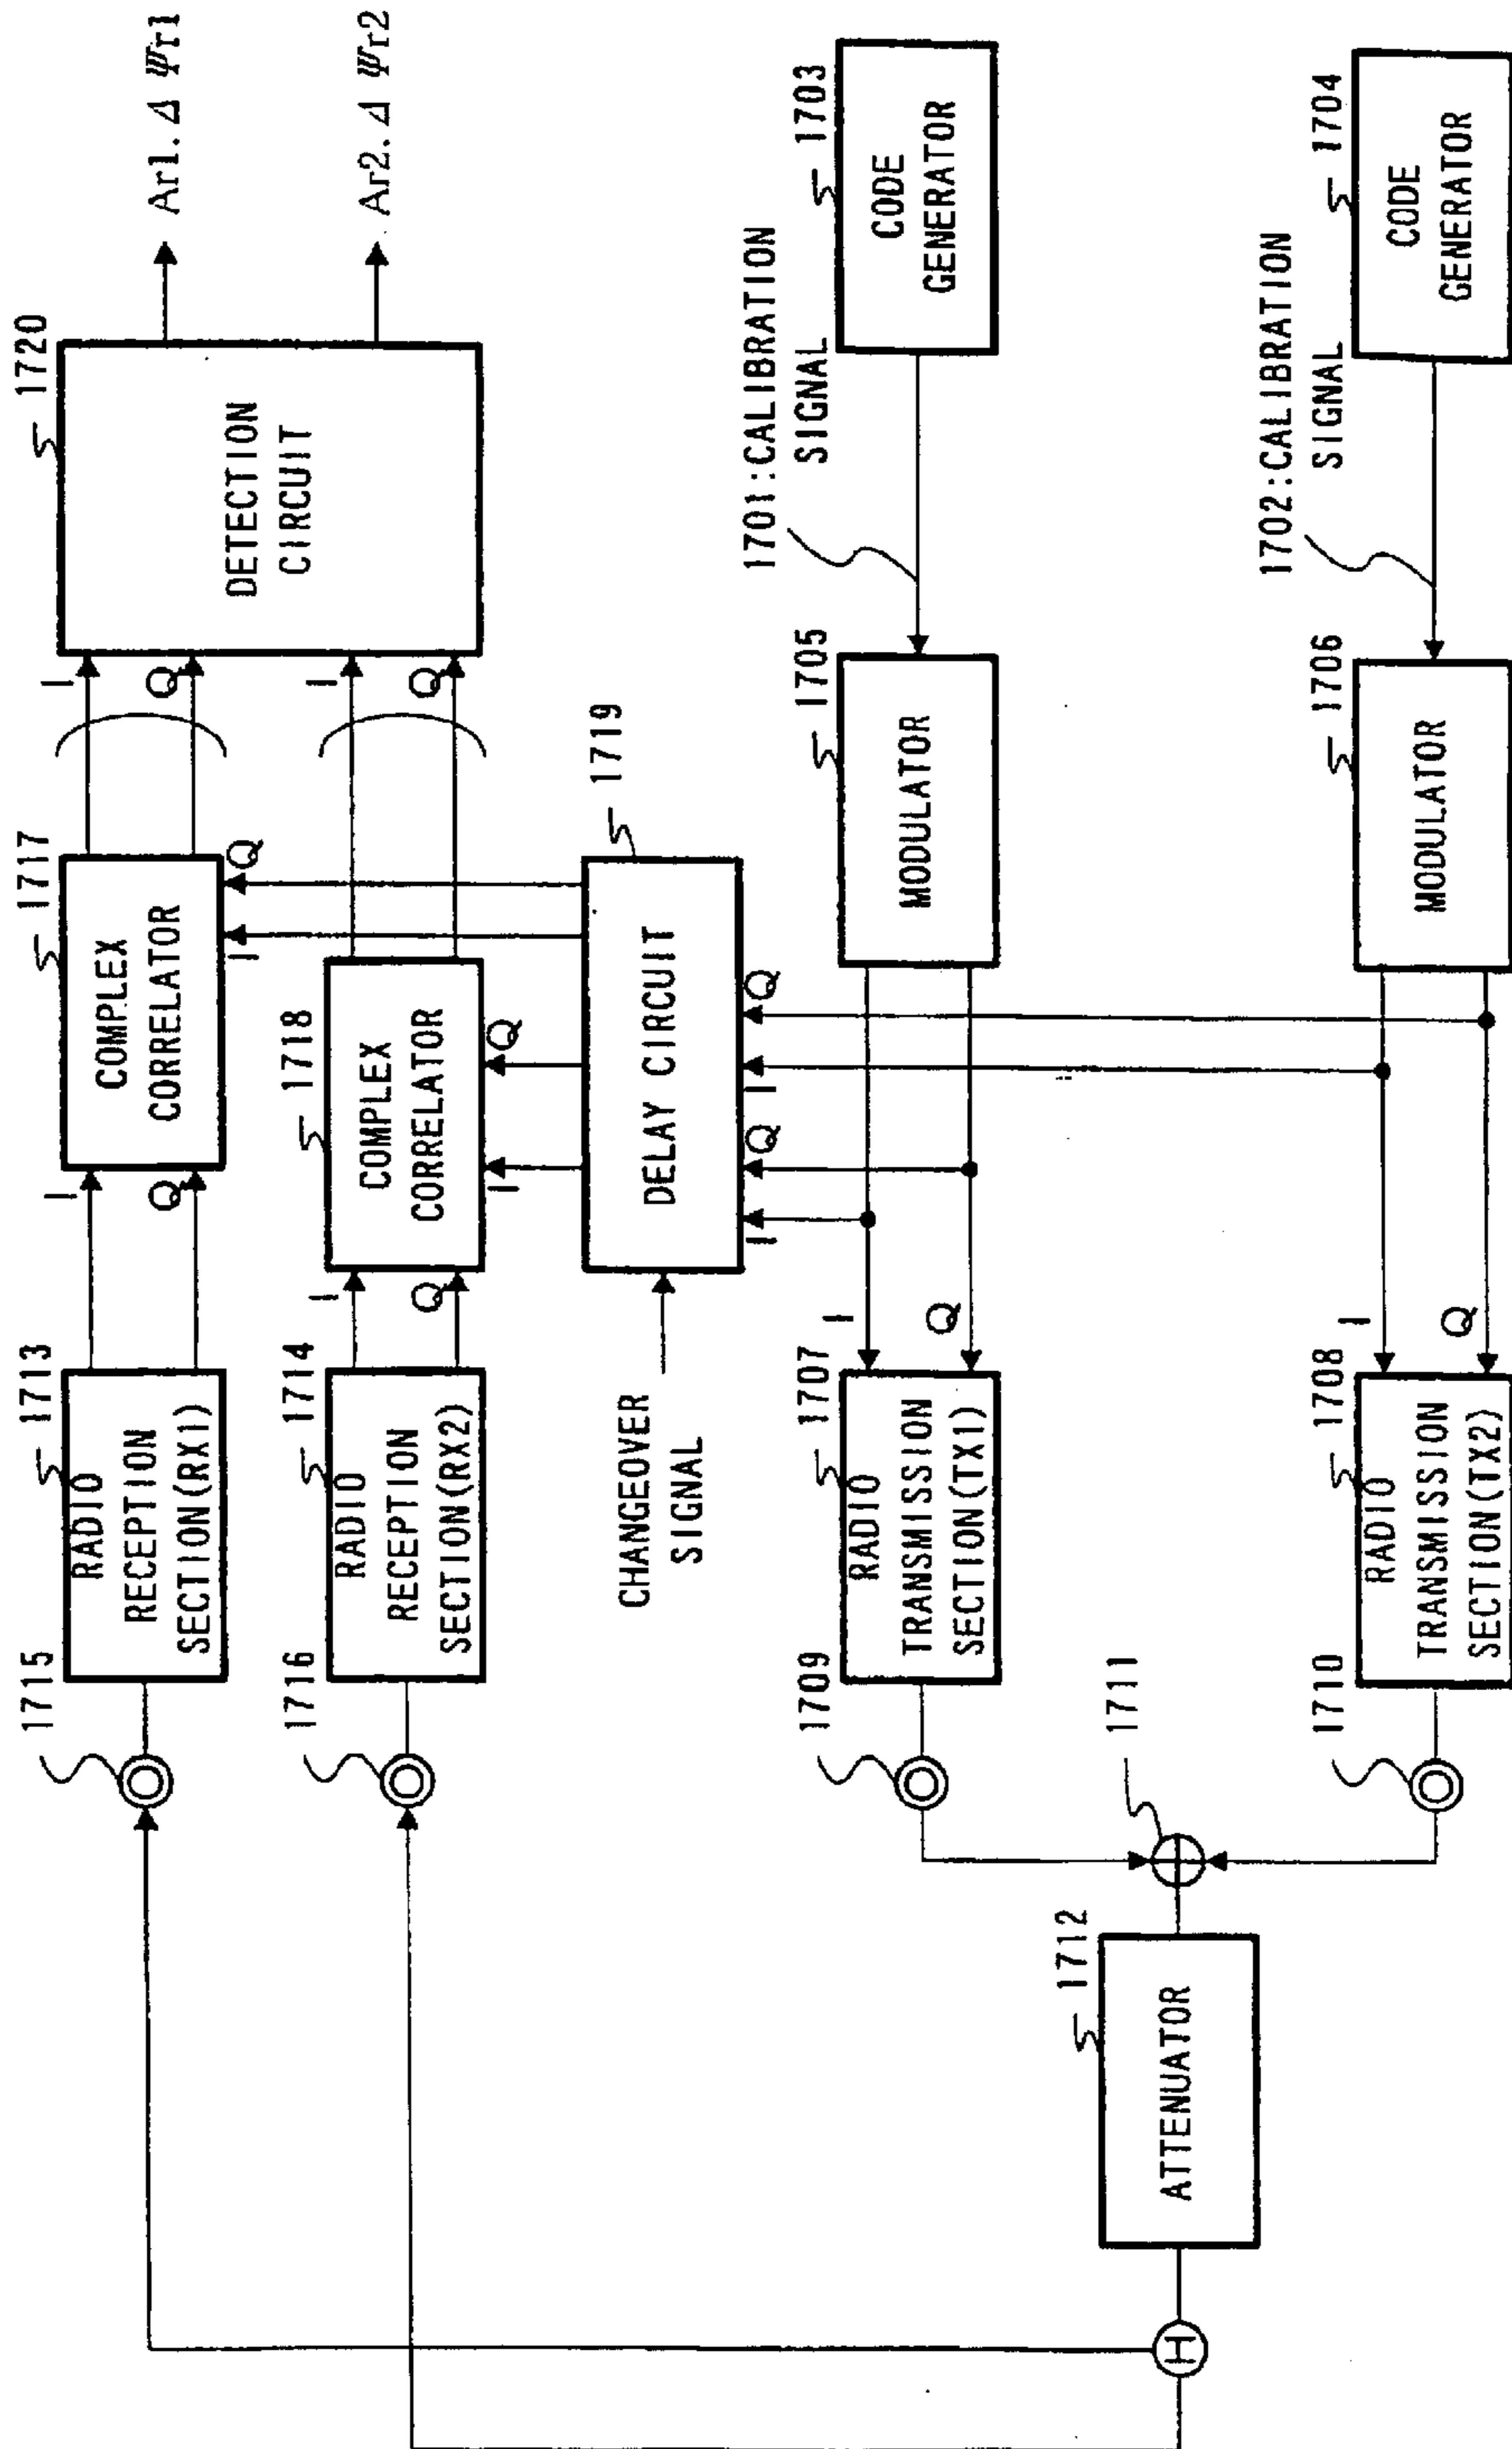 1715
1713
RADIO
RECEPTION
SECTION(RX1)
I
Q
1717
COMPLEX
CORRELATOR
I
Q
1720
DETECTION
CIRCUIT
Ar1.Δ Ψr1
Ar2.Δ Ψr2
1716
1714
RADIO
RECEPTION
SECTION(RX2)
I
Q
1718
COMPLEX
CORRELATOR
I
Q
I
Q
I
Q
CHANGEOVER
SIGNAL
1719
DELAY CIRCUIT
I
Q
I
Q
1709
1707
RADIO
TRANSMISSION
SECTION(TX1)
I
Q
1705
MODULATOR
1701:CALIBRATION
SIGNAL
1703
CODE
GENERATOR
1711
1712
ATTENUATOR
H
1710
1708
RADIO
TRANSMISSION
SECTION(TX2)
I
Q
1706
MODULATOR
1702:CALIBRATION
SIGNAL
1704
CODE
GENERATOR